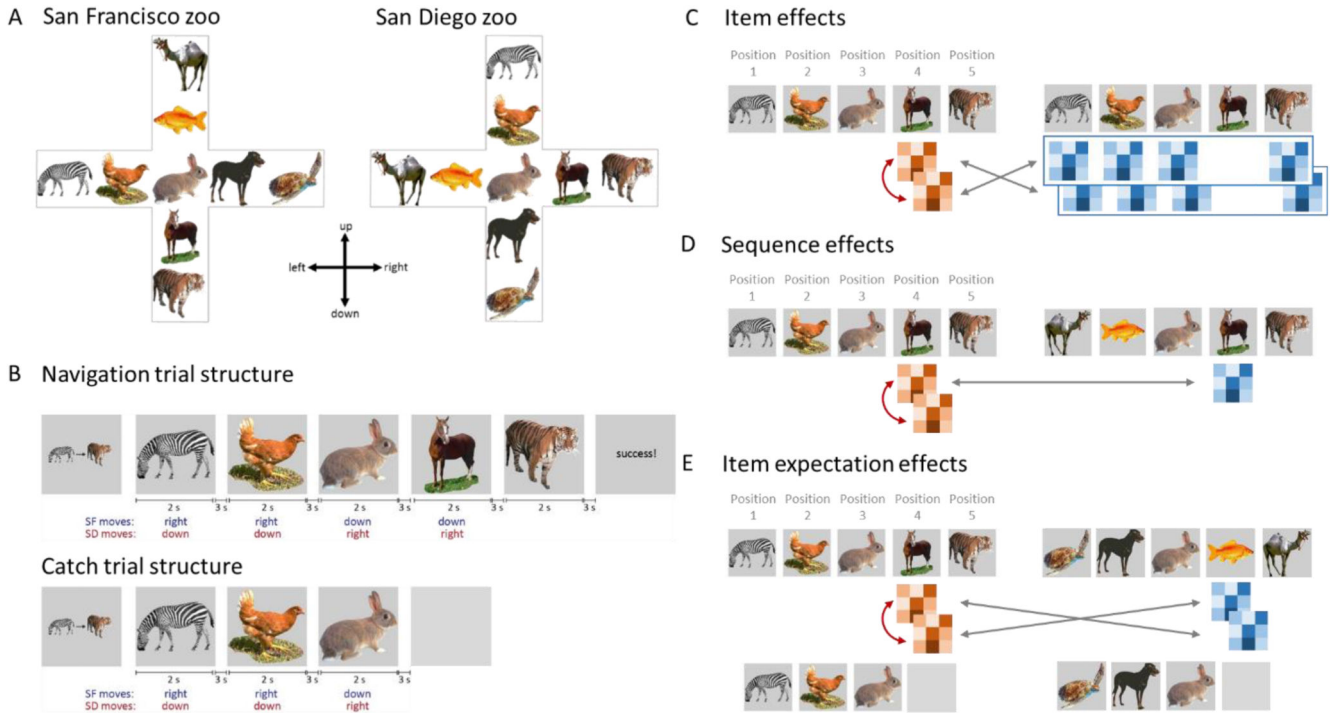 A San Francisco zoo San Diego zoo
up
left right
down
B Navigation trial structure
success!
2 s 3 s 2 s 3 s 2 s 3 s 2 s 3 s 2 s 3 s
SF moves: right right down down
SD moves: down down right right
Catch trial structure
2 s 3 s 2 s 3 s 2 s 3 s
SF moves: right right down
SD moves: down down right
C Item effects
Position Position Position Position Position
1 2 3 4 5
D Sequence effects
Position Position Position Position Position
1 2 3 4 5
E Item expectation effects
Position Position Position Position Position
1 2 3 4 5